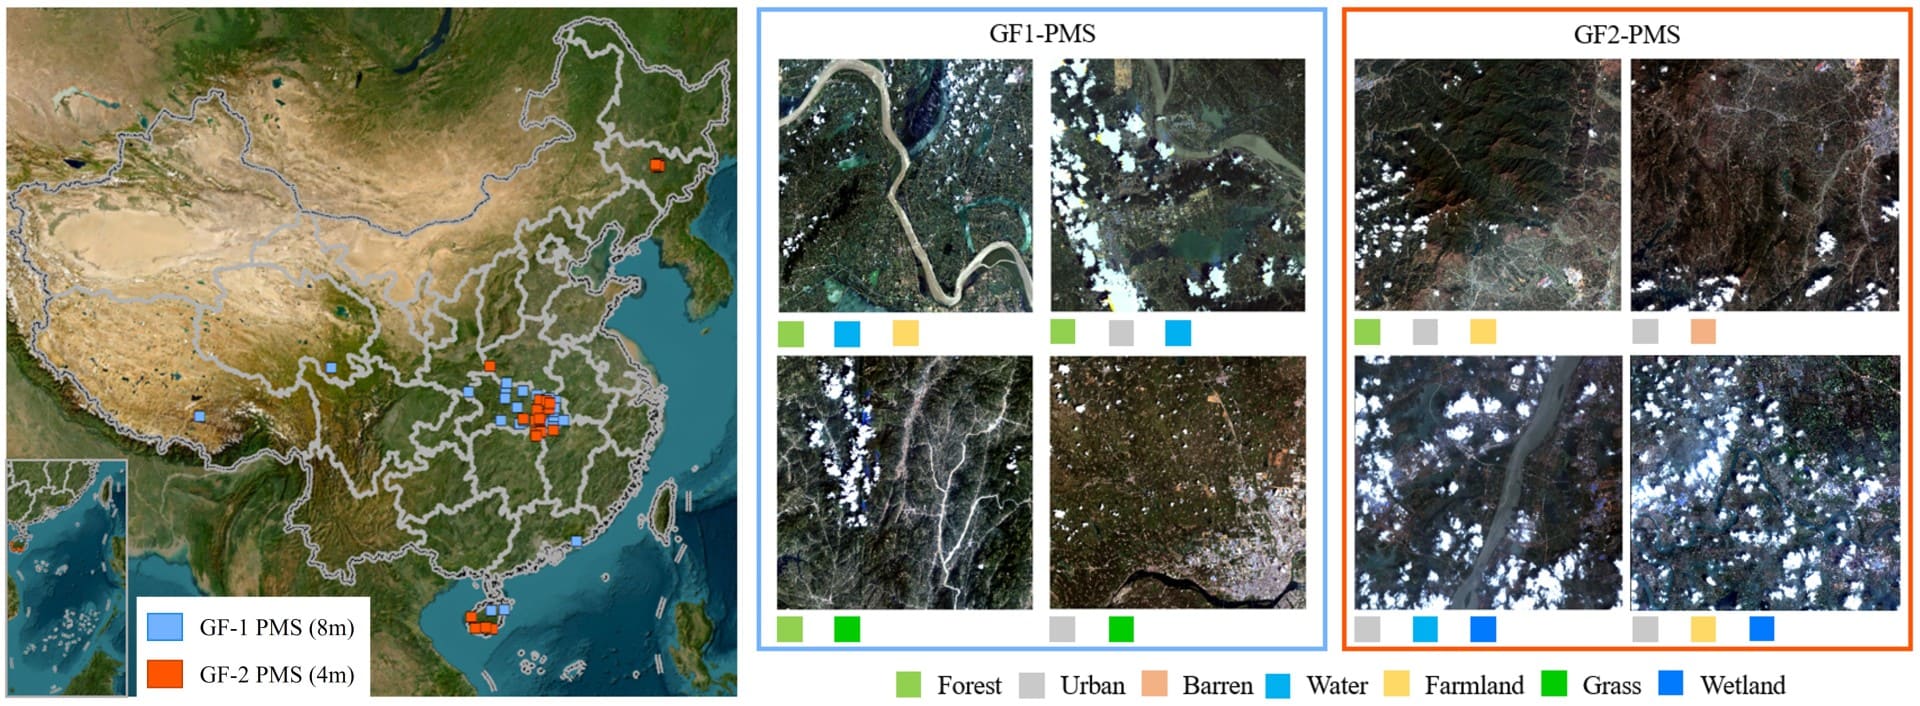 GF-1 PMS (8m)
GF-2 PMS (4m)
GF1-PMS
GF2-PMS
Forest Urban Barren Water Farmland Grass Wetland